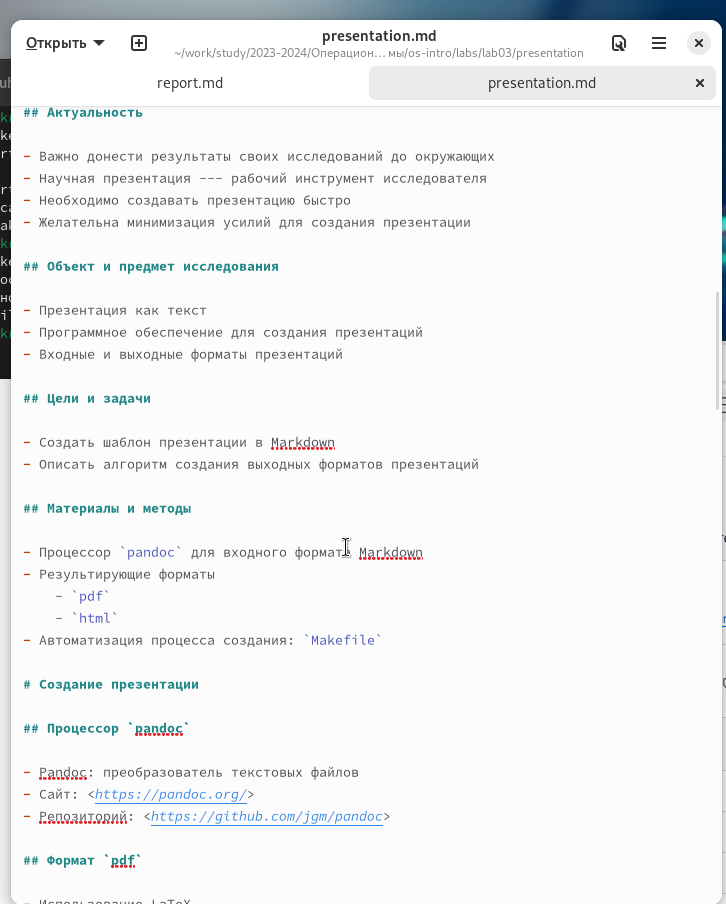 Открыть
presentation.md
~/work/study/2023-2024/Операцион… мы/os-intro/labs/lab03/presentation
report.md
presentation.md
## Актуальность
- Важно донести результаты своих исследований до окружающих
- Научная презентация --- рабочий инструмент исследователя
- Необходимо создавать презентацию быстро
- Желательна минимизация усилий для создания презентации
## Объект и предмет исследования
- Презентация как текст
- Программное обеспечение для создания презентаций
- Входные и выходные форматы презентаций
## Цели и задачи
- Создать шаблон презентации в Markdown
- Описать алгоритм создания выходных форматов презентаций
## Материалы и методы
- Процессор `pandoc` для входного формата Markdown
- Результирующие форматы
- `pdf`
- `html`
- Автоматизация процесса создания: `Makefile`
# Создание презентации
## Процессор `pandoc`
- Pandoc: преобразователь текстовых файлов
- Сайт: <https://pandoc.org/>
- Репозиторий: <https://github.com/jgm/pandoc>
## Формат `pdf`
- Использование LaTeX